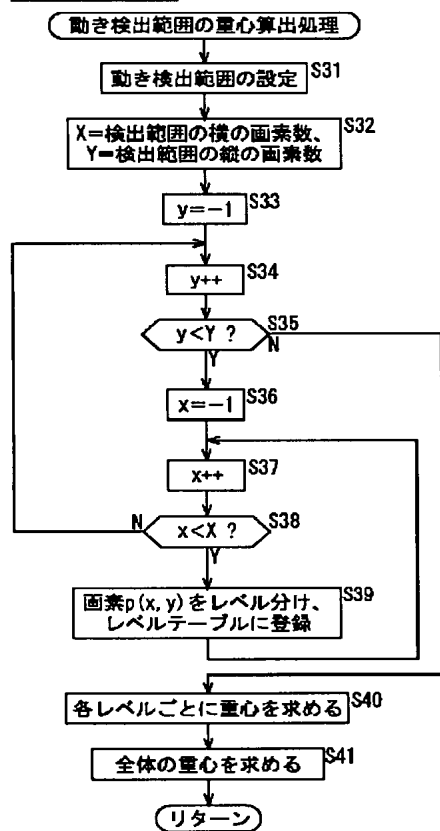 動き検出範囲の重心算出処理
動き検出範囲の設定
S31
X=検出範囲の横の画素数、
Y=検出範囲の縦の画素数
S32
y=-1
S33
y++
S34
y<Y ?
S35
N
Y
x=-1
S36
x++
S37
N
x<X ?
S38
Y
画素p(x,y)をレベル分け、
レベルテーブルに登録
S39
各レベルごとに重心を求める
S40
全体の重心を求める
S41
リターン